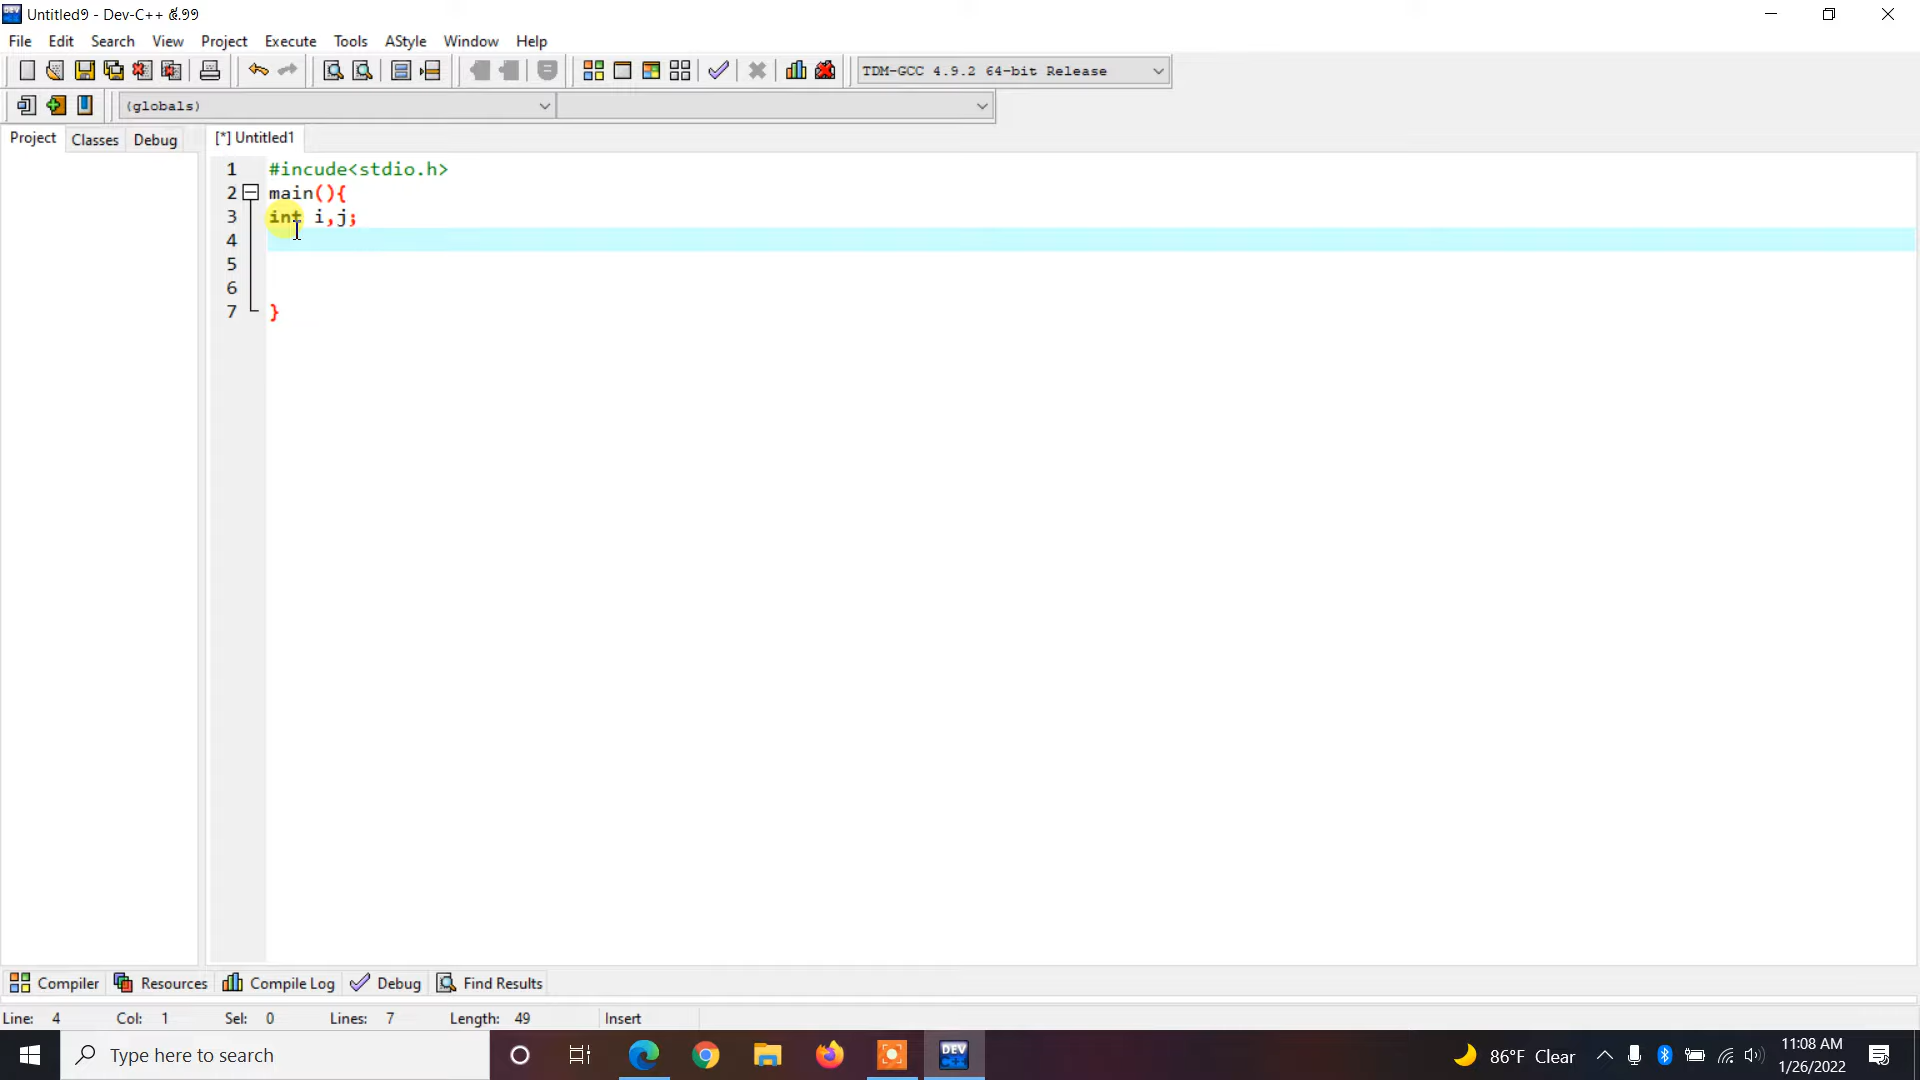 Untitled9 - Dev-C++ ៥.99
File Edit Search View Project Execute Tools AStyle Window Help
TDM-GCC 4.9.2 64-bit Release
(globals)
Project Classes Debug [*] Untitled1
1 #incude<stdio.h>
2 main(){
3 int i,j;
4
5
6
7 }
Compiler Resources Compile Log Debug Find Results
Line: 4 Col: 1 Sel: 0 Lines: 7 Length: 49 Insert
Type here to search
DEV
C++
86°F Clear
11:08 AM
1/26/2022